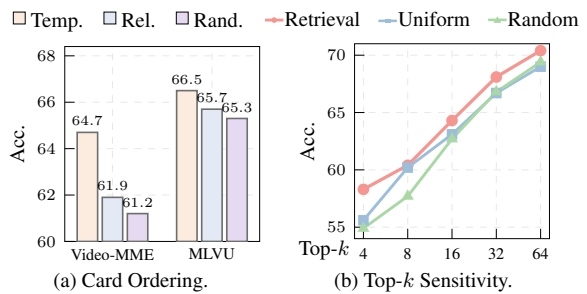 Temp. Rel. Rand. Retrieval Uniform Random
68
66
64
62
60
Acc.
64.7
61.9
61.2
66.5
65.7
65.3
Video-MME MLVU
(a) Card Ordering.
70
65
60
55
Acc.
Top-k 4 8 16 32 64
(b) Top-k Sensitivity.